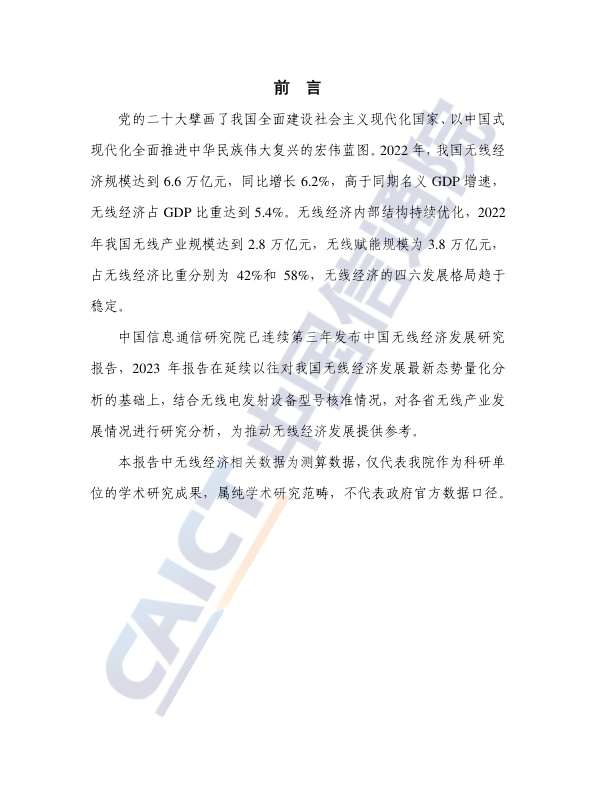 前 言
党的二十大擘画了我国全面建设社会主义现代化国家、以中国式
现代化全面推进中华民族伟大复兴的宏伟蓝图。2022 年，我国无线经
济规模达到 6.6 万亿元，同比增长 6.2%，高于同期名义 GDP 增速，
无线经济占 GDP 比重达到 5.4%。无线经济内部结构持续优化，2022
年我国无线产业规模达到 2.8 万亿元，无线赋能规模为 3.8 万亿元，
占无线经济比重分别为 42%和 58%，无线经济的四六发展格局趋于
稳定。
中国信息通信研究院已连续第三年发布中国无线经济发展研究
报告，2023 年报告在延续以往对我国无线经济发展最新态势量化分
析的基础上，结合无线电发射设备型号核准情况，对各省无线产业发
展情况进行研究分析，为推动无线经济发展提供参考。
本报告中无线经济相关数据为测算数据，仅代表我院作为科研单
位的学术研究成果，属纯学术研究范畴，不代表政府官方数据口径。
CAICT 中国信通院